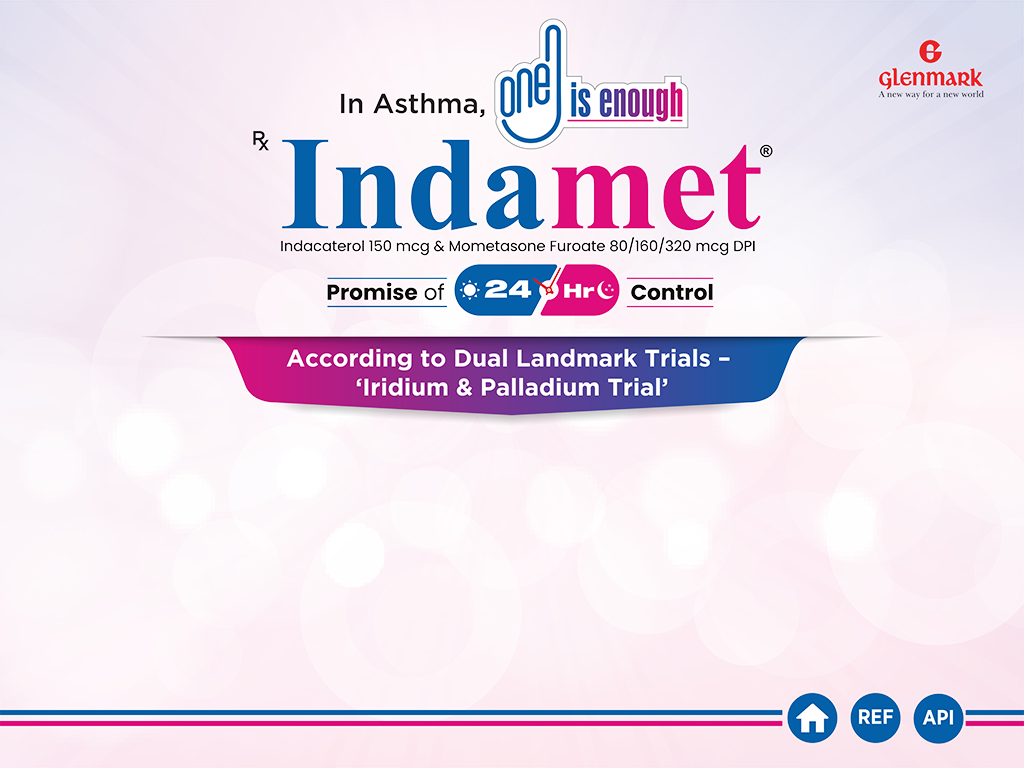 GLENMARK
A new way for a new world
In Asthma, one is enough
Rx
Indamet®
Indacaterol 150 mcg & Mometasone Furoate 80/160/320 mcg DPI
Promise of 24 Hr Control
According to Dual Landmark Trials –
‘Iridium & Palladium Trial’
REF
API